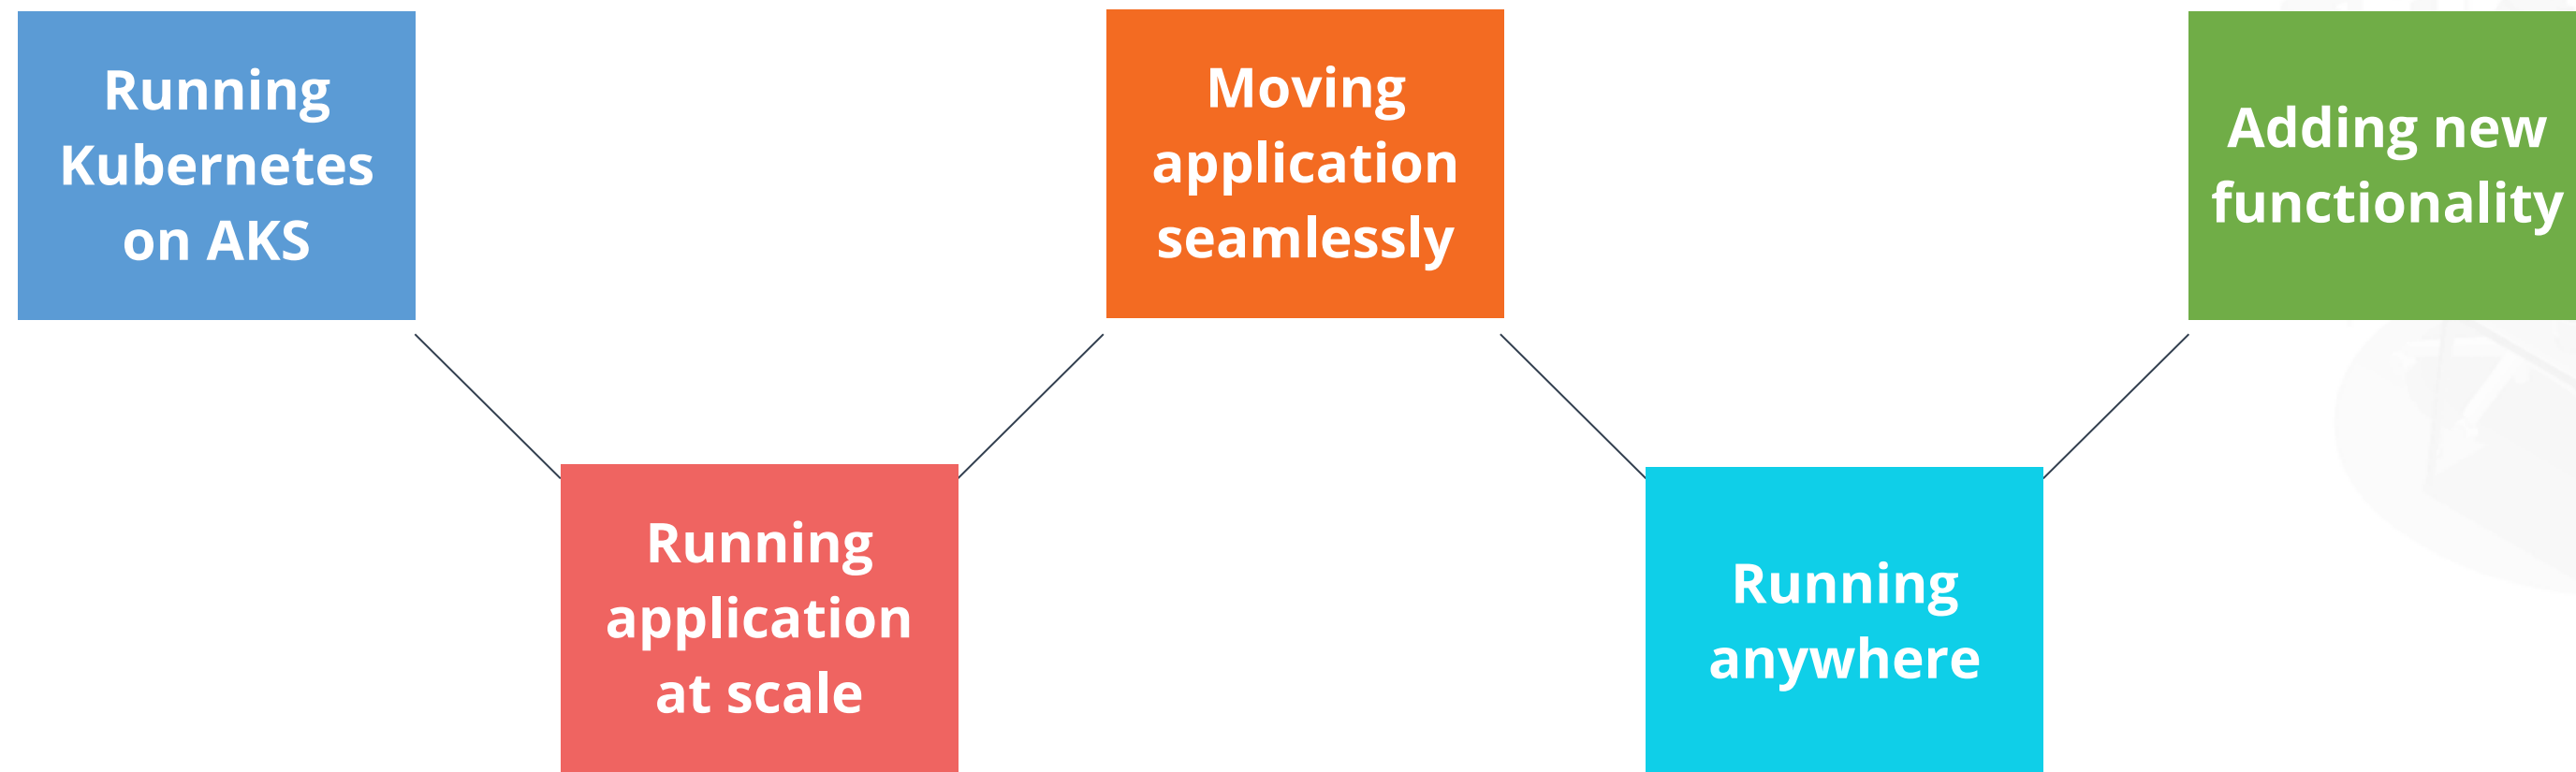 Running
Kubernetes
on AKS
Running
application
at scale
Moving
application
seamlessly
Running
anywhere
Adding new
functionality